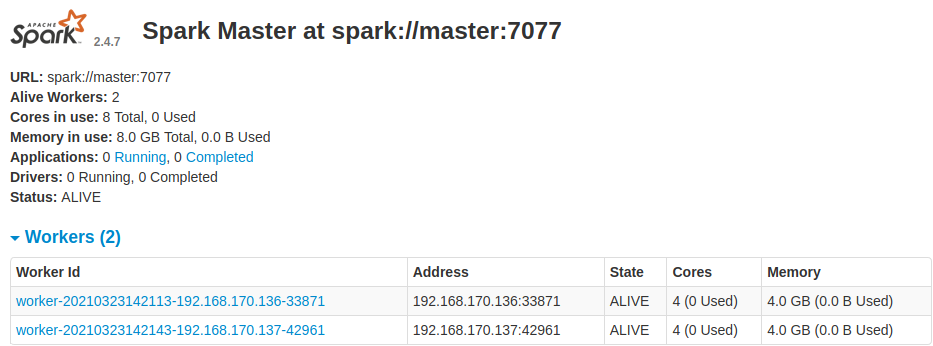 APACHE
Spark 2.4.7 Spark Master at spark://master:7077
URL: spark://master:7077
Alive Workers: 2
Cores in use: 8 Total, 0 Used
Memory in use: 8.0 GB Total, 0.0 B Used
Applications: 0 Running, 0 Completed
Drivers: 0 Running, 0 Completed
Status: ALIVE
Workers (2)
Worker Id Address State Cores Memory
worker-20210323142113-192.168.170.136-33871 192.168.170.136:33871 ALIVE 4 (0 Used) 4.0 GB (0.0 B Used)
worker-20210323142143-192.168.170.137-42961 192.168.170.137:42961 ALIVE 4 (0 Used) 4.0 GB (0.0 B Used)